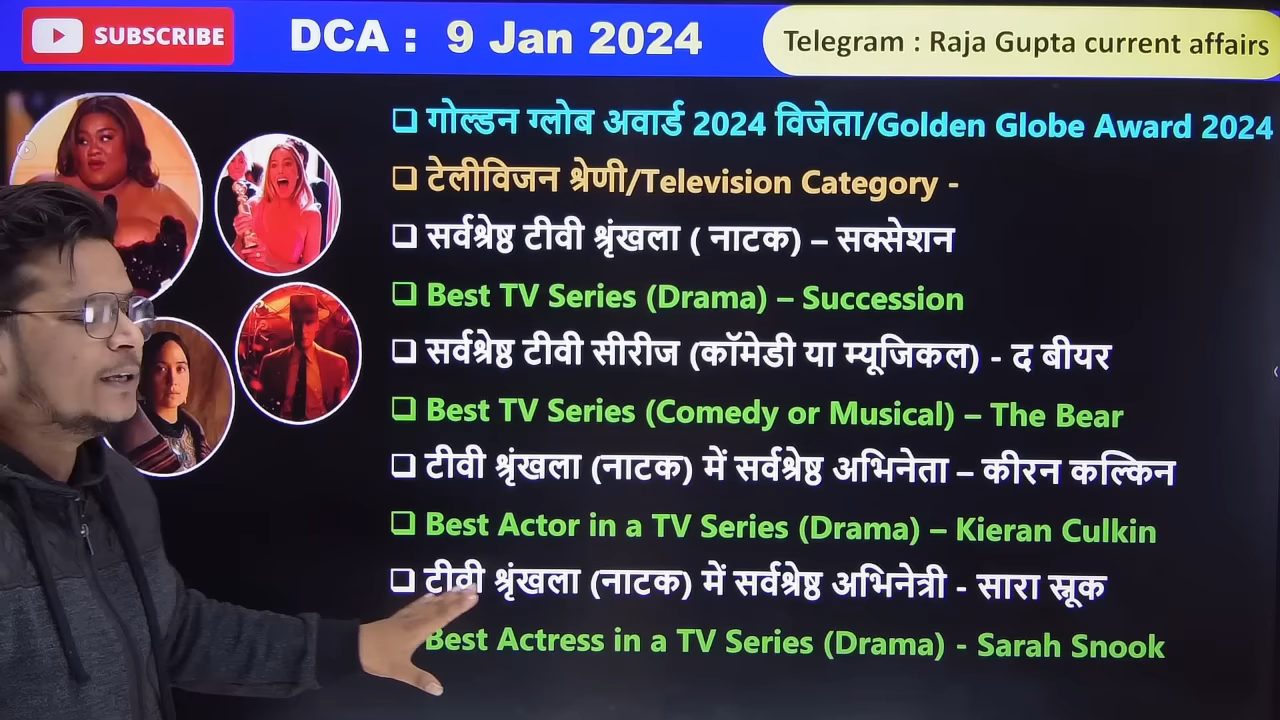 SUBSCRIBE
DCA : 9 Jan 2024
Telegram : Raja Gupta current affairs
गोल्डन ग्लोब अवार्ड 2024 विजेता/Golden Globe Award 2024
टेलीविजन श्रेणी/Television Category -
सर्वश्रेष्ठ टीवी श्रृंखला ( नाटक) – सक्सेशन
Best TV Series (Drama) – Succession
सर्वश्रेष्ठ टीवी सीरीज (कॉमेडी या म्यूजिकल) - द बीयर
Best TV Series (Comedy or Musical) – The Bear
टीवी श्रृंखला (नाटक) में सर्वश्रेष्ठ अभिनेता – कीरन कल्किन
Best Actor in a TV Series (Drama) – Kieran Culkin
टीवी श्रृंखला (नाटक) में सर्वश्रेष्ठ अभिनेत्री - सारा स्नूक
Best Actress in a TV Series (Drama) - Sarah Snook